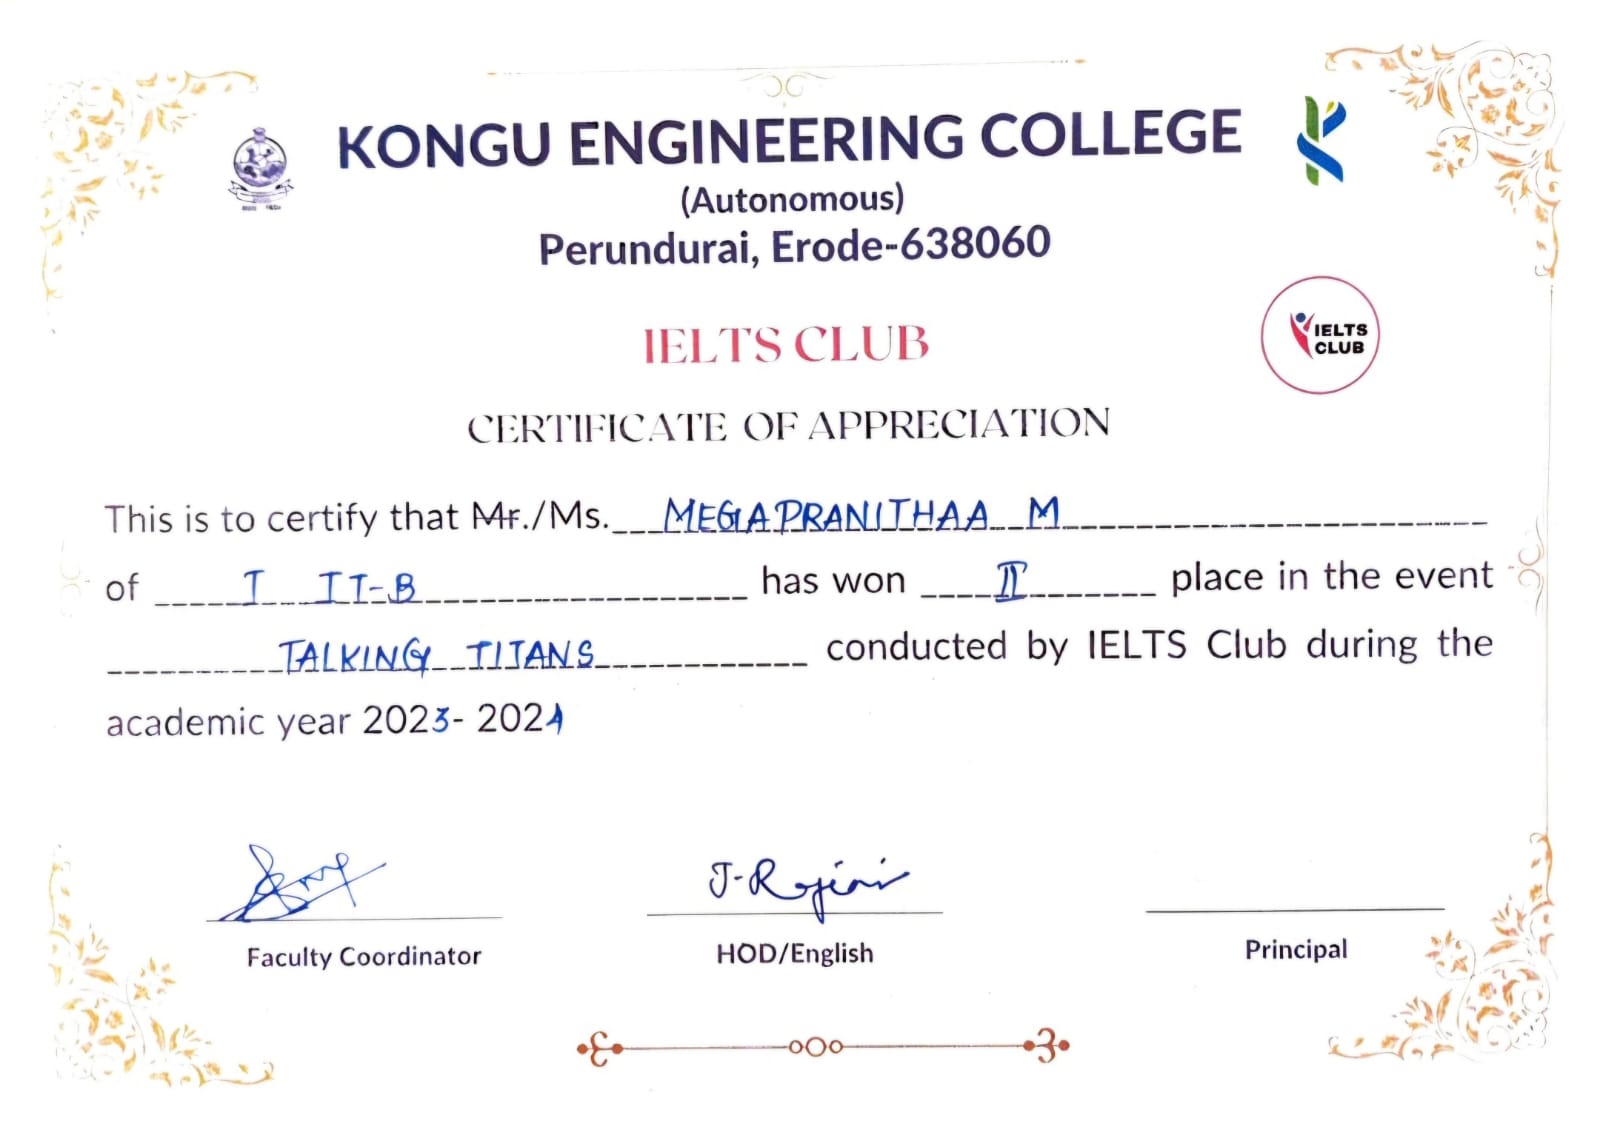 KONGU ENGINEERING COLLEGE
(Autonomous)
Perundurai, Erode-638060
IELTS CLUB
IELTS
CLUB
CERTIFICATE OF APPRECIATION
This is to certify that Mr./Ms. MEGAPRANITHAA M
of I IT-B has won II place in the event
TALKING TITANS conducted by IELTS Club during the
academic year 2023- 2024
Faculty Coordinator
HOD/English
Principal